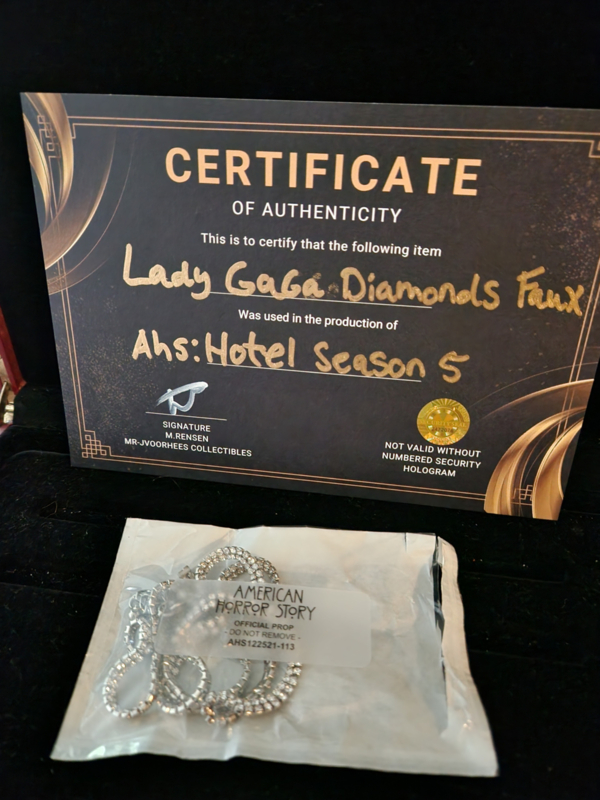 CERTIFICATE
OF AUTHENTICITY
This is to certify that the following item
Lady GaGa Diamonds Faux
Was used in the production of
Ahs: Hotel Season 5
SIGNATURE
M.RENSEN
MR-JVOORHEES COLLECTIBLES
NOT VALID WITHOUT
NUMBERED SECURITY
HOLOGRAM
AMERICAN
HORROR STORY
OFFICIAL PROP
- DO NOT REMOVE -
AHS122521-113